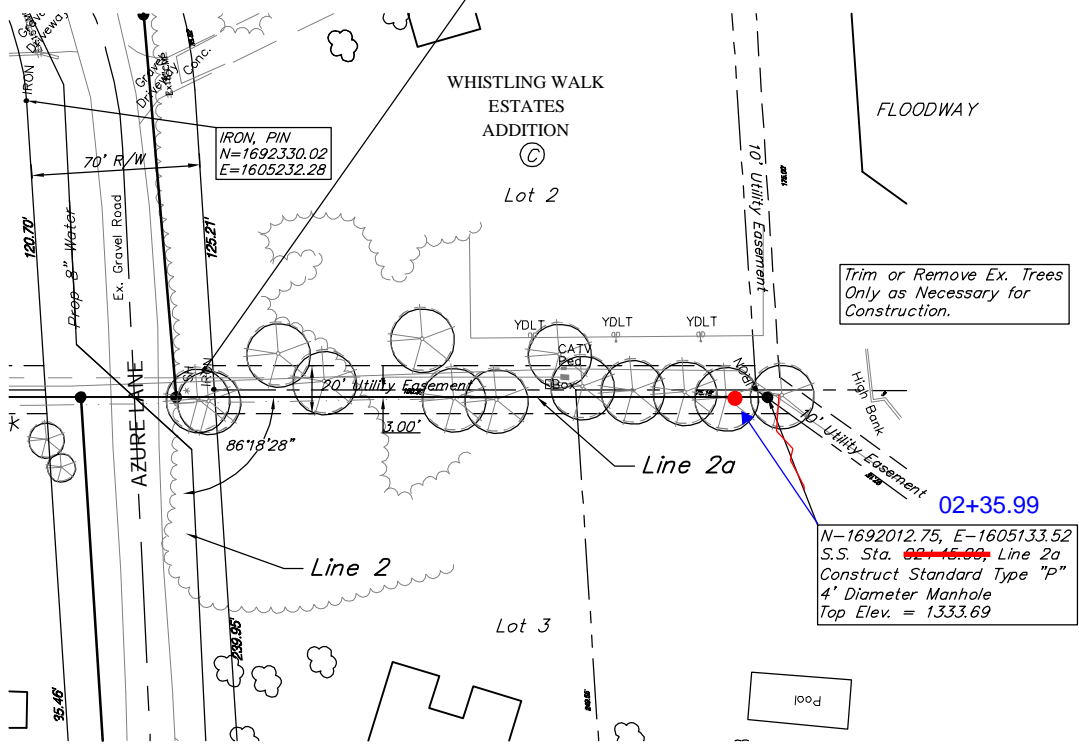 Gravel
Driveway
Gravel
Driveway
Conc.
IRON
WHISTLING WALK
ESTATES
ADDITION
C
Lot 2
FLOODWAY
IRON, PIN
N=1692330.02
E=1605232.28
70' R/W
120.70'
Prop 8" Water
Ex. Gravel Road
125.21'
10' Utility Easement
175.00'
Trim or Remove Ex. Trees
Only as Necessary for
Construction.
YDLT
YDLT
YDLT
CATV
Ped
EBox
IRON
20' Utility Easement
3.00'
High Bank
10' Utility Easement
AZURE LANE
86°18'28"
Line 2a
02+35.99
N-1692012.75, E-1605133.52
S.S. Sta. 02+45.99, Line 2a
Construct Standard Type "P"
4' Diameter Manhole
Top Elev. = 1333.69
Line 2
Lot 3
239.95'
35.46'
Pool